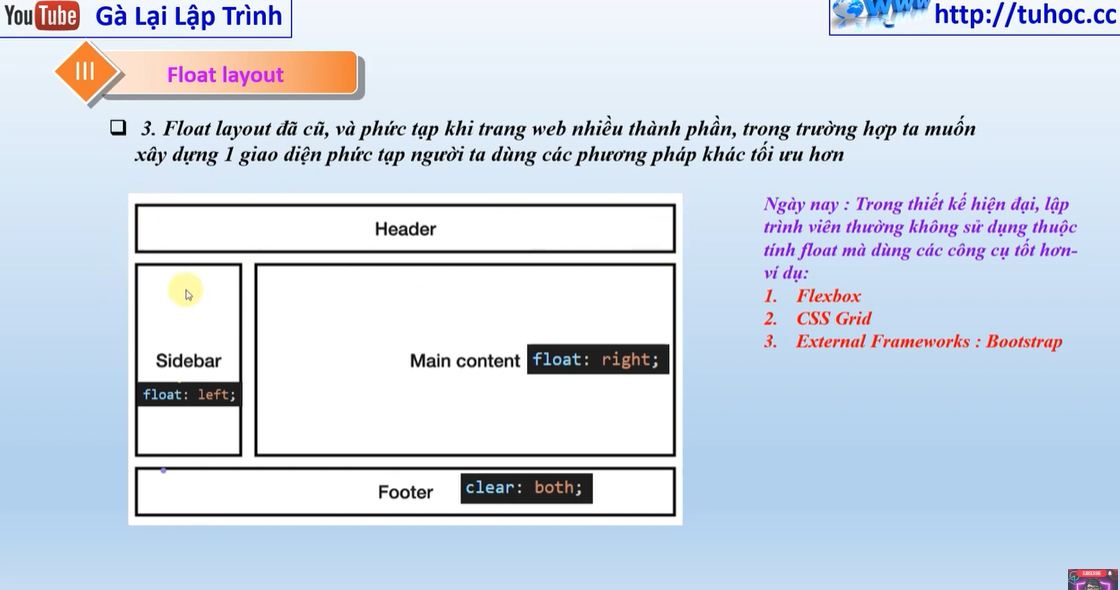 YouTube Gà Lại Lập Trình
WWW http://tuhoc.cc
III Float layout
3. Float layout đã cũ, và phức tạp khi trang web nhiều thành phần, trong trường hợp ta muốn
xây dựng 1 giao diện phức tạp người ta dùng các phương pháp khác tối ưu hơn
Header
Sidebar
float: left;
Main content float: right;
Footer clear: both;
Ngày nay : Trong thiết kế hiện đại, lập
trình viên thường không sử dụng thuộc
tính float mà dùng các công cụ tốt hơn-
ví dụ:
1. Flexbox
2. CSS Grid
3. External Frameworks : Bootstrap
SUBSCRIBE